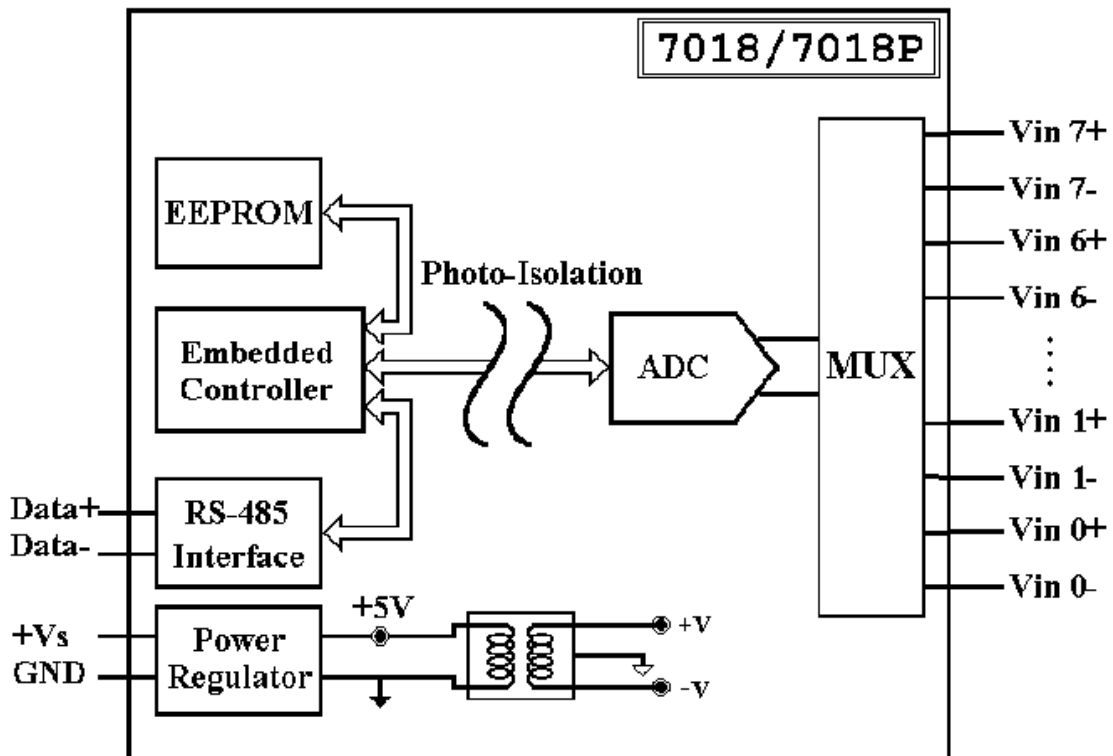 7018/7018P
EEPROM
Photo-Isolation
Embedded
Controller
ADC
MUX
Vin 7+
Vin 7-
Vin 6+
Vin 6-
Vin 1+
Vin 1-
Vin 0+
Vin 0-
Data+
Data-
RS-485
Interface
+Vs
GND
Power
Regulator
+5V
+V
-V